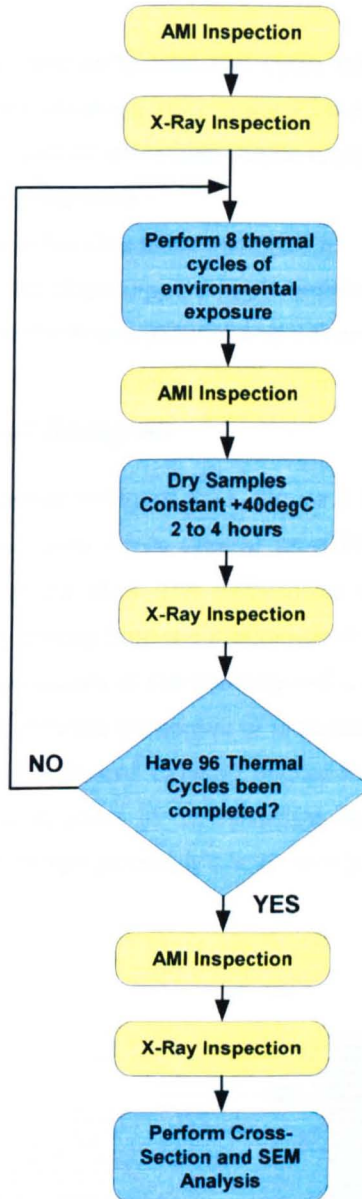 AMI Inspection
X-Ray Inspection
Perform 8 thermal
cycles of
environmental
exposure
AMI Inspection
Dry Samples
Constant +40degC
2 to 4 hours
X-Ray Inspection
NO
Have 96 Thermal
Cycles been
completed?
YES
AMI Inspection
X-Ray Inspection
Perform Cross-
Section and SEM
Analysis